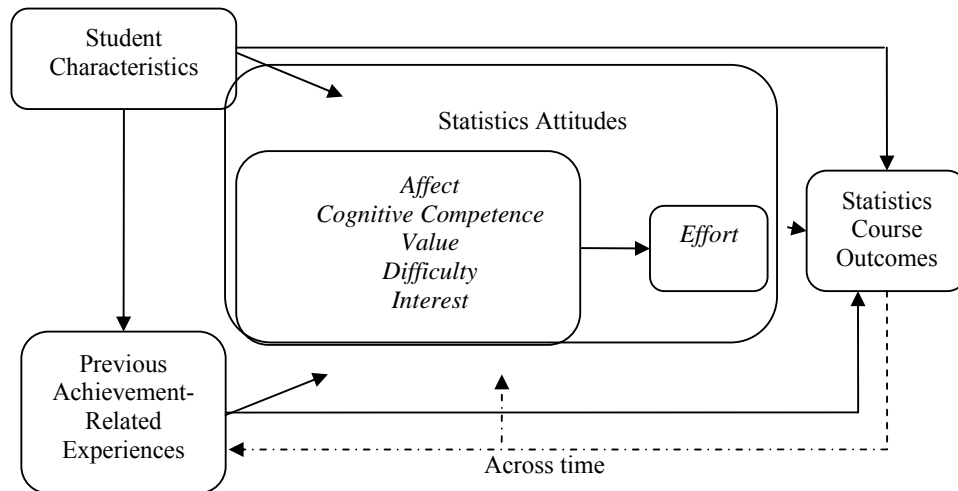 Student
Characteristics
Statistics Attitudes
Affect
Cognitive Competence
Value
Difficulty
Interest
Effort
Statistics
Course
Outcomes
Previous
Achievement-
Related
Experiences
Across time